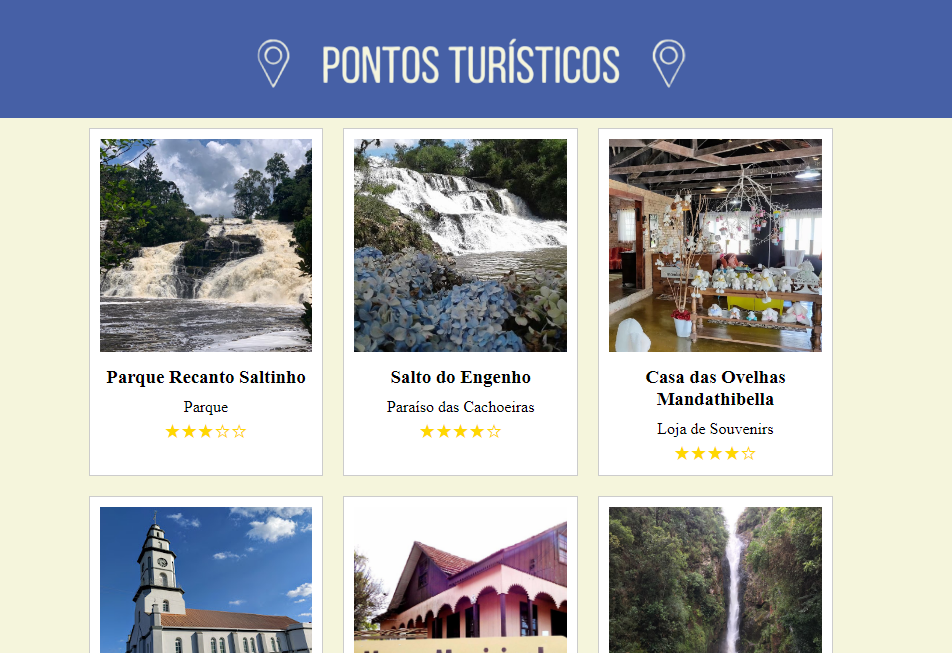 PONTOS TURÍSTICOS
Parque Recanto Saltinho
Parque
★★★☆☆
Salto do Engenho
Paraíso das Cachoeiras
★★★★☆
Casa das Ovelhas
Mandathibella
Loja de Souvenirs
★★★★☆